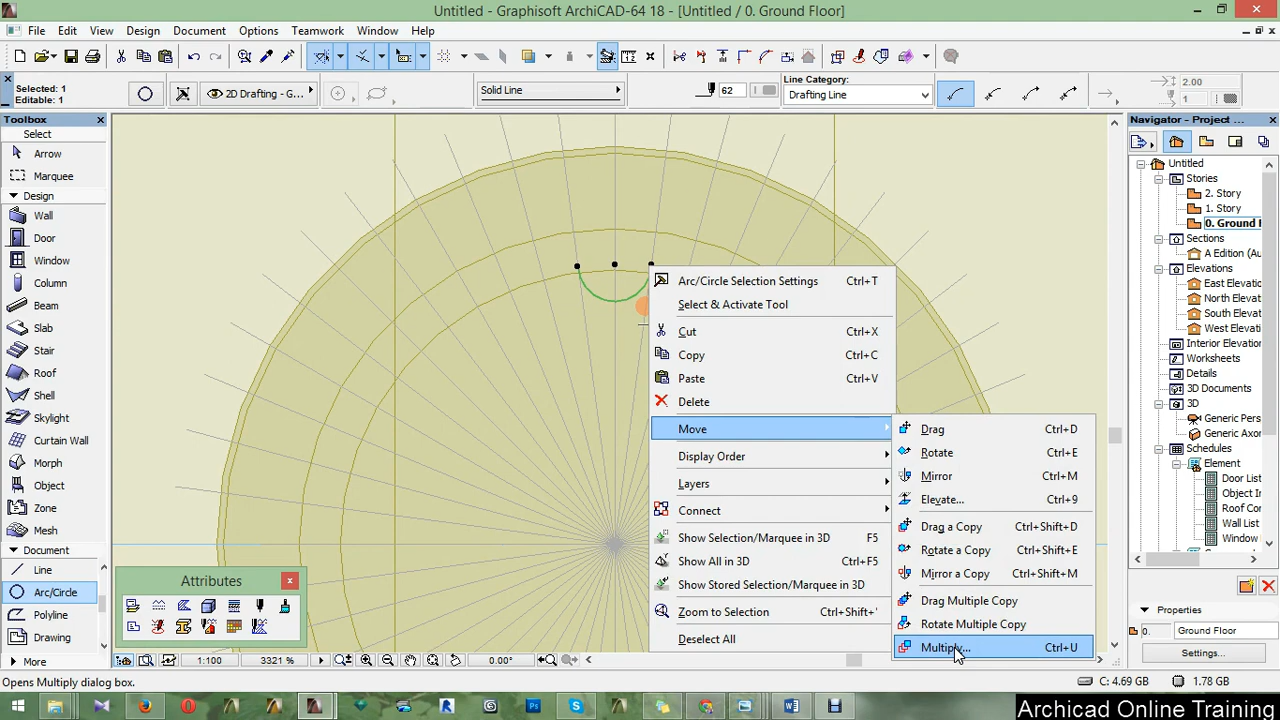 Untitled - Graphisoft ArchiCAD-64 18 - [Untitled / 0. Ground Floor]
File Edit View Design Document Options Teamwork Window Help
Selected: 1
Editable: 1
2D Drafting - G...
Solid Line
62
Line Category:
Drafting Line
2.00
1
Toolbox
Select
Arrow
Marquee
Design
Wall
Door
Window
Column
Beam
Slab
Stair
Roof
Shell
Skylight
Curtain Wall
Morph
Object
Zone
Mesh
Document
Line
Arc/Circle
Polyline
Drawing
More
Attributes
Arc/Circle Selection Settings Ctrl+T
Select & Activate Tool
Cut Ctrl+X
Copy Ctrl+C
Paste Ctrl+V
Delete
Move
Display Order
Layers
Connect
Show Selection/Marquee in 3D F5
Show All in 3D Ctrl+F5
Show Stored Selection/Marquee in 3D
Zoom to Selection Ctrl+Shift+'
Deselect All
Drag Ctrl+D
Rotate Ctrl+E
Mirror Ctrl+M
Elevate... Ctrl+9
Drag a Copy Ctrl+Shift+D
Rotate a Copy Ctrl+Shift+E
Mirror a Copy Ctrl+Shift+M
Drag Multiple Copy
Rotate Multiple Copy
Multiply... Ctrl+U
Navigator - Project ...
Untitled
Stories
2. Story
1. Story
0. Ground F
Sections
A Edition (Au
Elevations
East Elevatio
North Elevat
South Elevat
West Elevati
Interior Elevatio
Worksheets
Details
3D Documents
3D
Generic Pers
Generic Axon
Schedules
Element
Door List
Object In
Roof Cor
Wall List
Window
Properties
0. Ground Floor
Settings...
1:100 3321 % 0.00°
Opens Multiply dialog box.
C: 4.69 GB 1.78 GB
Archicad Online Training